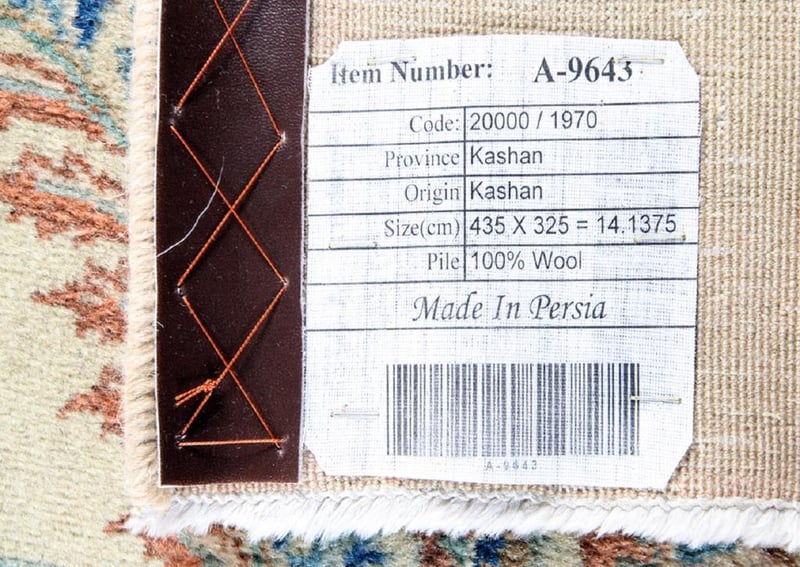 Item Number: A-9643
Code: 20000 / 1970
Province Kashan
Origin Kashan
Size(cm) 435 X 325 = 14.1375
Pile 100% Wool
Made In Persia
A-9643